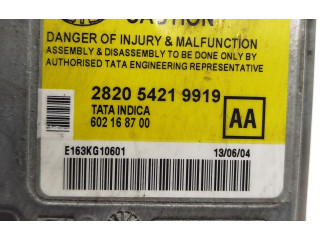 CAUTION
DANGER OF INJURY & MALFUNCTION
ASSEMBLY & DISASSEMBLY TO BE DONE ONLY BY
AUTHORISED TATA ENGINEERING REPRESENTATIVE
2820 5421 9919
TATA INDICA
602 16 87 00
AA
E163KG10601
13/06/04